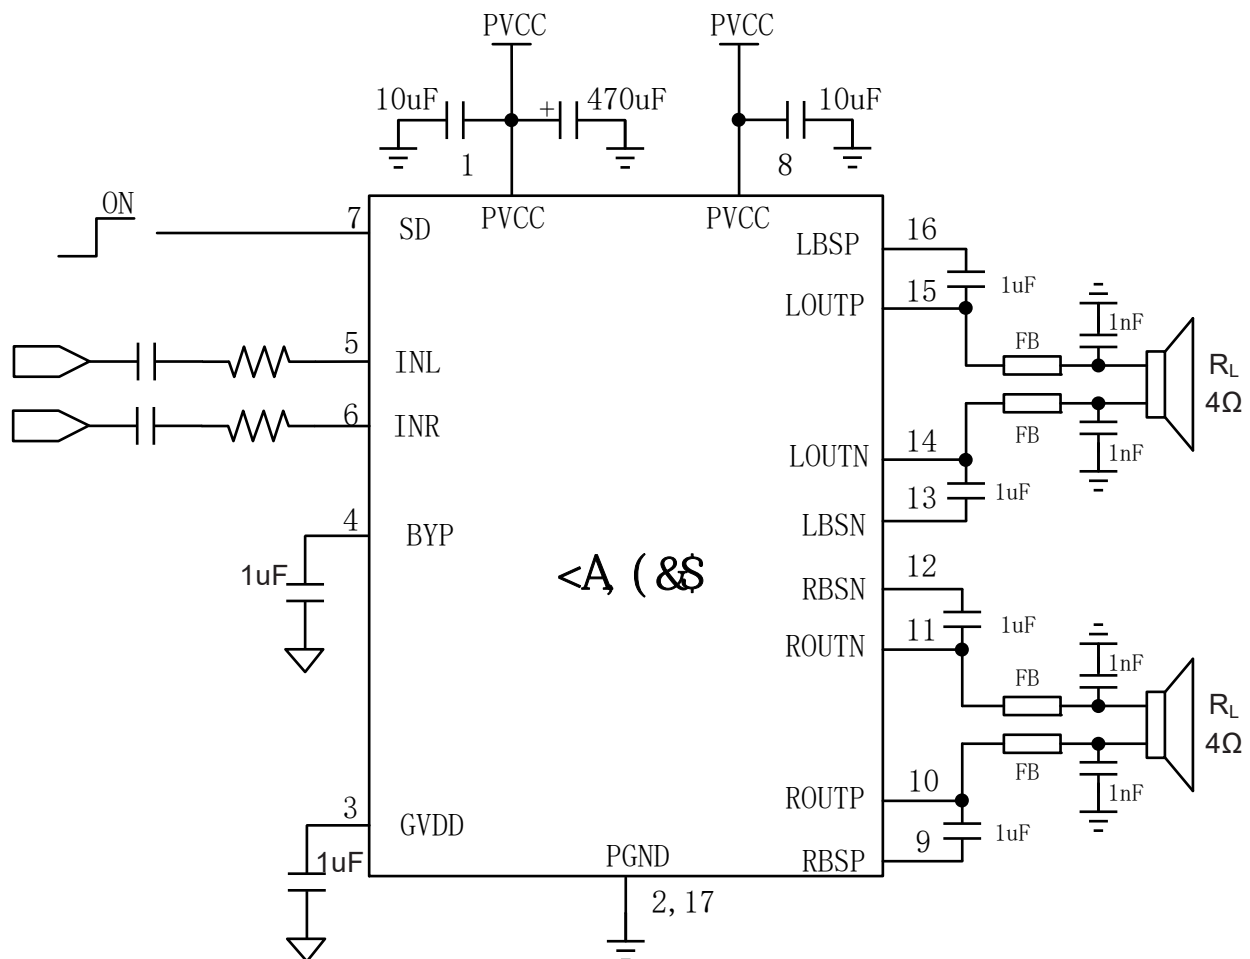 PVCC PVCC
10uF + 470uF 10uF
1 8
ON
7 SD PVCC PVCC
LBSP 16
1uF
LOUTP 15
5 INL
FB 1nF
RL
4Ω
6 INR
FB 1nF
LOUTN 14
1uF
LBSN 13
4 BYP
1uF
<A, (&$
RBSN 12
1uF
ROUTN 11
FB 1nF
RL
4Ω
FB 1nF
ROUTP 10
1uF
RBSP 9
3 GVDD
1uF
PGND
2, 17